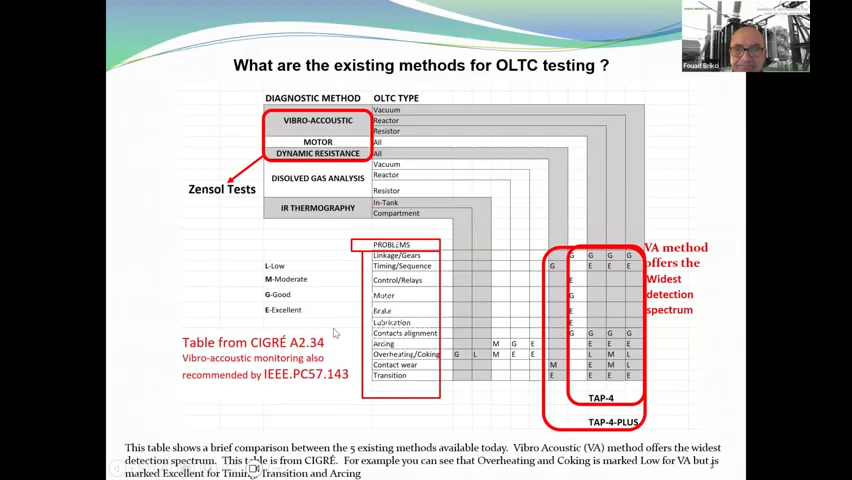 Fouad Brikci
What are the existing methods for OLTC testing ?
DIAGNOSTIC METHOD OLTC TYPE
Vacuum
VIBRO-ACCOUSTIC Reactor
Resistor
MOTOR All
DYNAMIC RESISTANCE All
Vacuum
DISOLVED GAS ANALYSIS Reactor
Resistor
IR THERMOGRAPHY In-Tank
Compartment
Zensol Tests
PROBLEMS
Linkage/Gears G G G G
L-Low Timing/Sequence G E E E
M-Moderate Control/Relays E
G-Good Motor G
E-Excellent Brake E
Lubrication E
Contacts alignment G G G G
Arcing M G E E E E
Overheating/Coking G L M E E L M L
Contact wear M E M L
Transition E E E E
VA method
offers the
Widest
detection
spectrum
Table from CIGRÉ A2.34
Vibro-accoustic monitoring also
recommended by IEEE.PC57.143
TAP-4
TAP-4-PLUS
This table shows a brief comparison between the 5 existing methods available today. Vibro Acoustic (VA) method offers the widest
detection spectrum. This table is from CIGRÉ. For example you can see that Overheating and Coking is marked Low for VA but is
marked Excellent for Timing Transition and Arcing